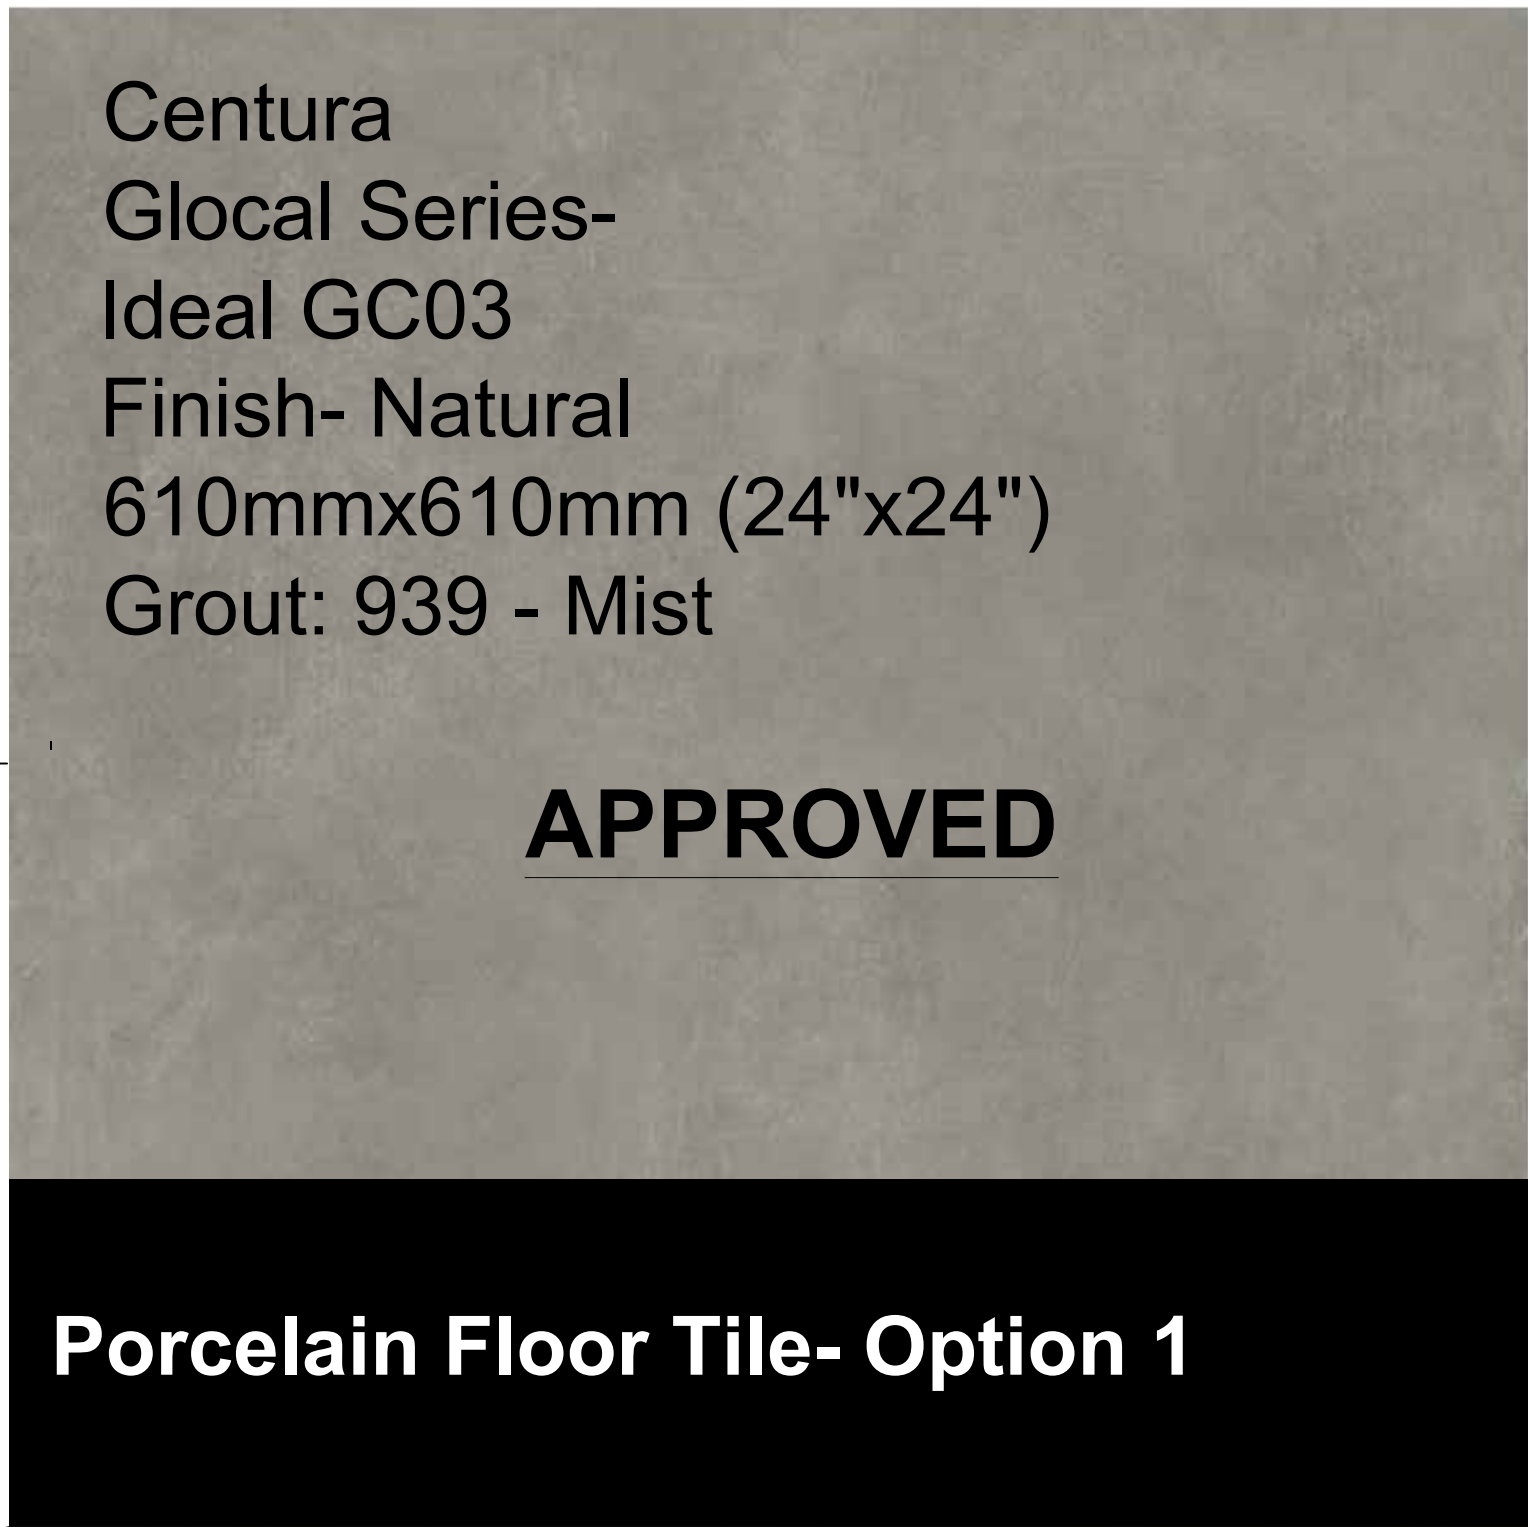 Centura
Glocal Series-
Ideal GC03
Finish- Natural
610mmx610mm (24"x24")
Grout: 939 - Mist
APPROVED
Porcelain Floor Tile- Option 1